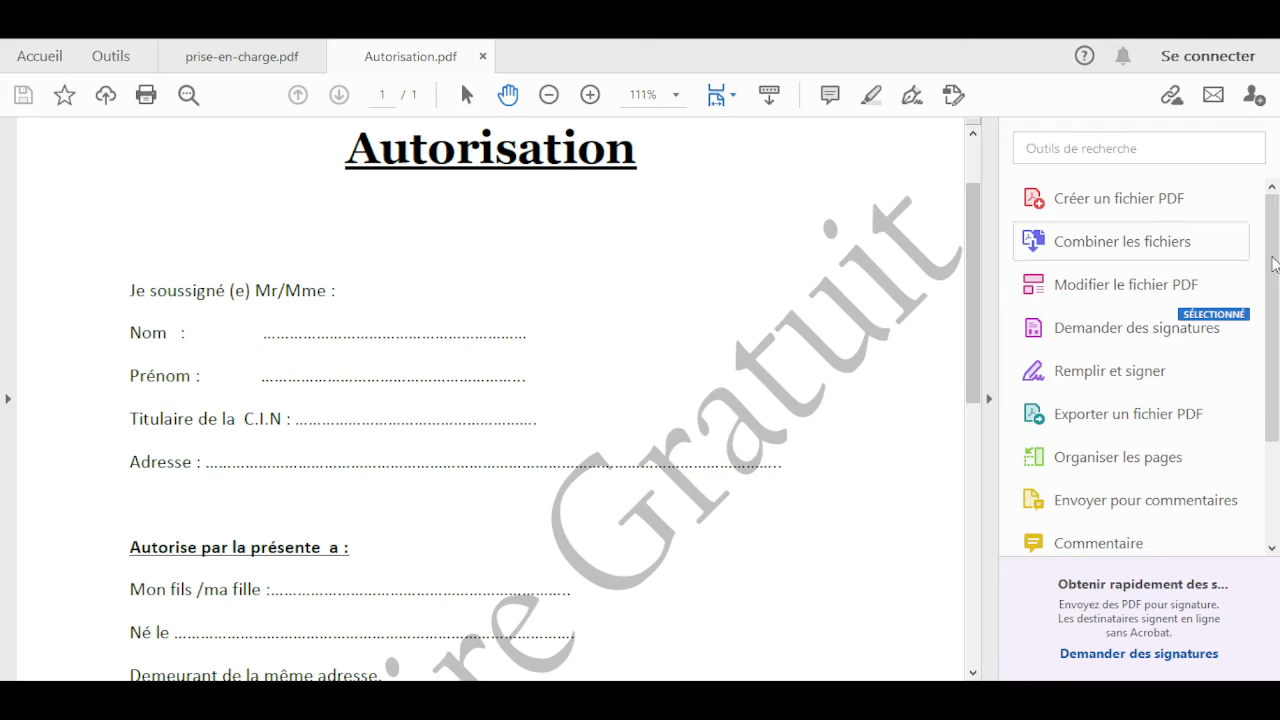 Accueil Outils prise-en-charge.pdf Autorisation.pdf × ? Se connecter
1 / 1 111%
Autorisation
Je soussigné (e) Mr/Mme :
Nom : ……………………………………………………
Prénom : ……………………………………………………
Titulaire de la C.I.N : ……………………………………………….
Adresse : …………………………………………………………………………………………………………………..
Autorise par la présente a :
Mon fils /ma fille :…………………………………………………………..
Né le ……………………………………………………………………………….
Demeurant de la même adresse.
ire Gratuit
Outils de recherche
Créer un fichier PDF
Combiner les fichiers
Modifier le fichier PDF
SÉLECTIONNÉ
Demander des signatures
Remplir et signer
Exporter un fichier PDF
Organiser les pages
Envoyer pour commentaires
Commentaire
Obtenir rapidement des s...
Envoyez des PDF pour signature.
Les destinataires signent en ligne
sans Acrobat.
Demander des signatures